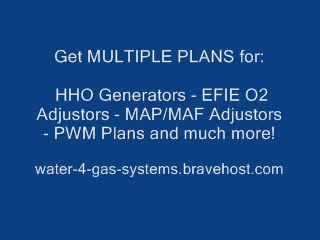 Get MULTIPLE PLANS for:
HHO Generators - EFIE O2
Adjustors - MAP/MAF Adjustors
- PWM Plans and much more!
water-4-gas-systems.bravehost.com